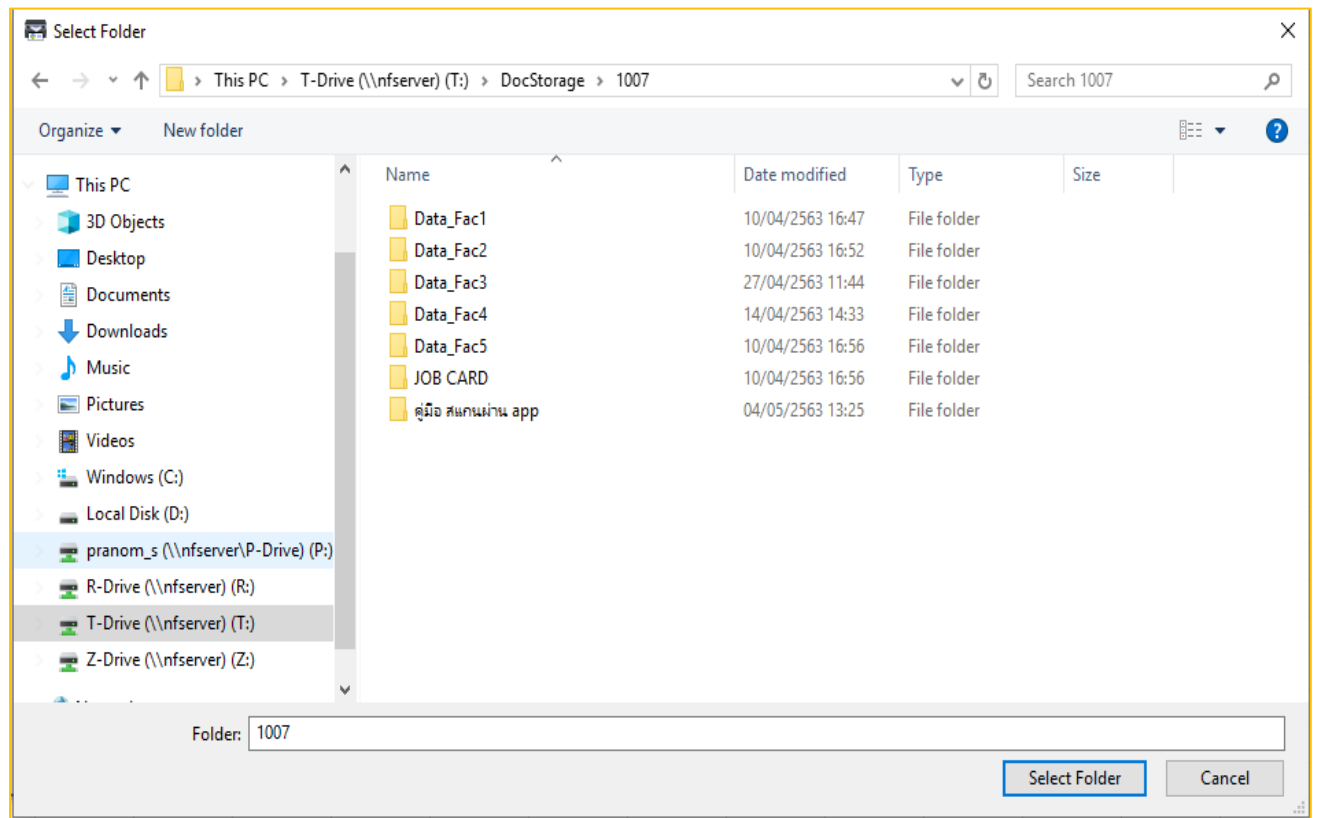 Select Folder
This PC > T-Drive (\\nfserver) (T:) > DocStorage > 1007
Search 1007
Organize
New folder
This PC
3D Objects
Desktop
Documents
Downloads
Music
Pictures
Videos
Windows (C:)
Local Disk (D:)
pranom_s (\\nfserver\P-Drive) (P:)
R-Drive (\\nfserver) (R:)
T-Drive (\\nfserver) (T:)
Z-Drive (\\nfserver) (Z:)
Name Date modified Type Size
Data_Fac1 10/04/2563 16:47 File folder
Data_Fac2 10/04/2563 16:52 File folder
Data_Fac3 27/04/2563 11:44 File folder
Data_Fac4 14/04/2563 14:33 File folder
Data_Fac5 10/04/2563 16:56 File folder
JOB CARD 10/04/2563 16:56 File folder
คู่มือ สแกนผ่าน app 04/05/2563 13:25 File folder
Folder: 1007
Select Folder
Cancel